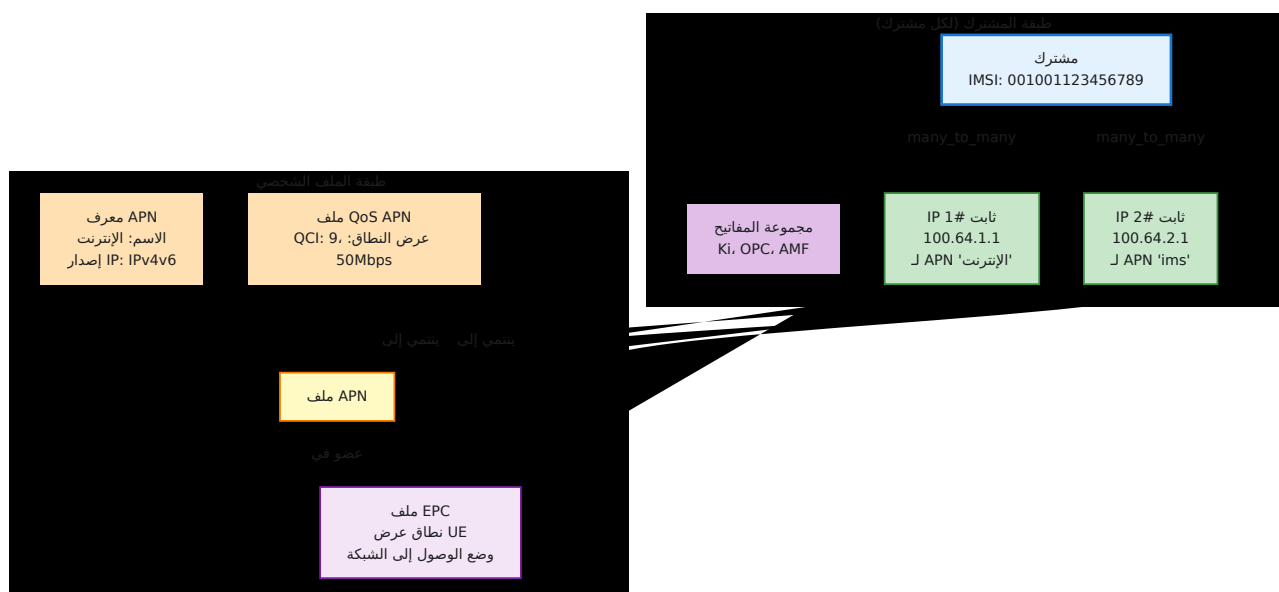 طبقة المشترك (لكل مشترك)
مشترك
IMSI: 001001123456789
many_to_many
many_to_many
مجموعة المفاتيح
Ki، OPC، AMF
ثابت IP 1#
100.64.1.1
لـ APN 'الإنترنت'
ثابت IP 2#
100.64.2.1
لـ APN 'ims'
طبقة الملف الشخصي
معرف APN
الاسم: الإنترنت
إصدار IP: IPv4v6
ملف QoS APN
QCI: 9، عرض النطاق:
50Mbps
ينتمي إلى
ينتمي إلى
ملف APN
عضو في
ملف EPC
نطاق عرض UE
وضع الوصول إلى الشبكة